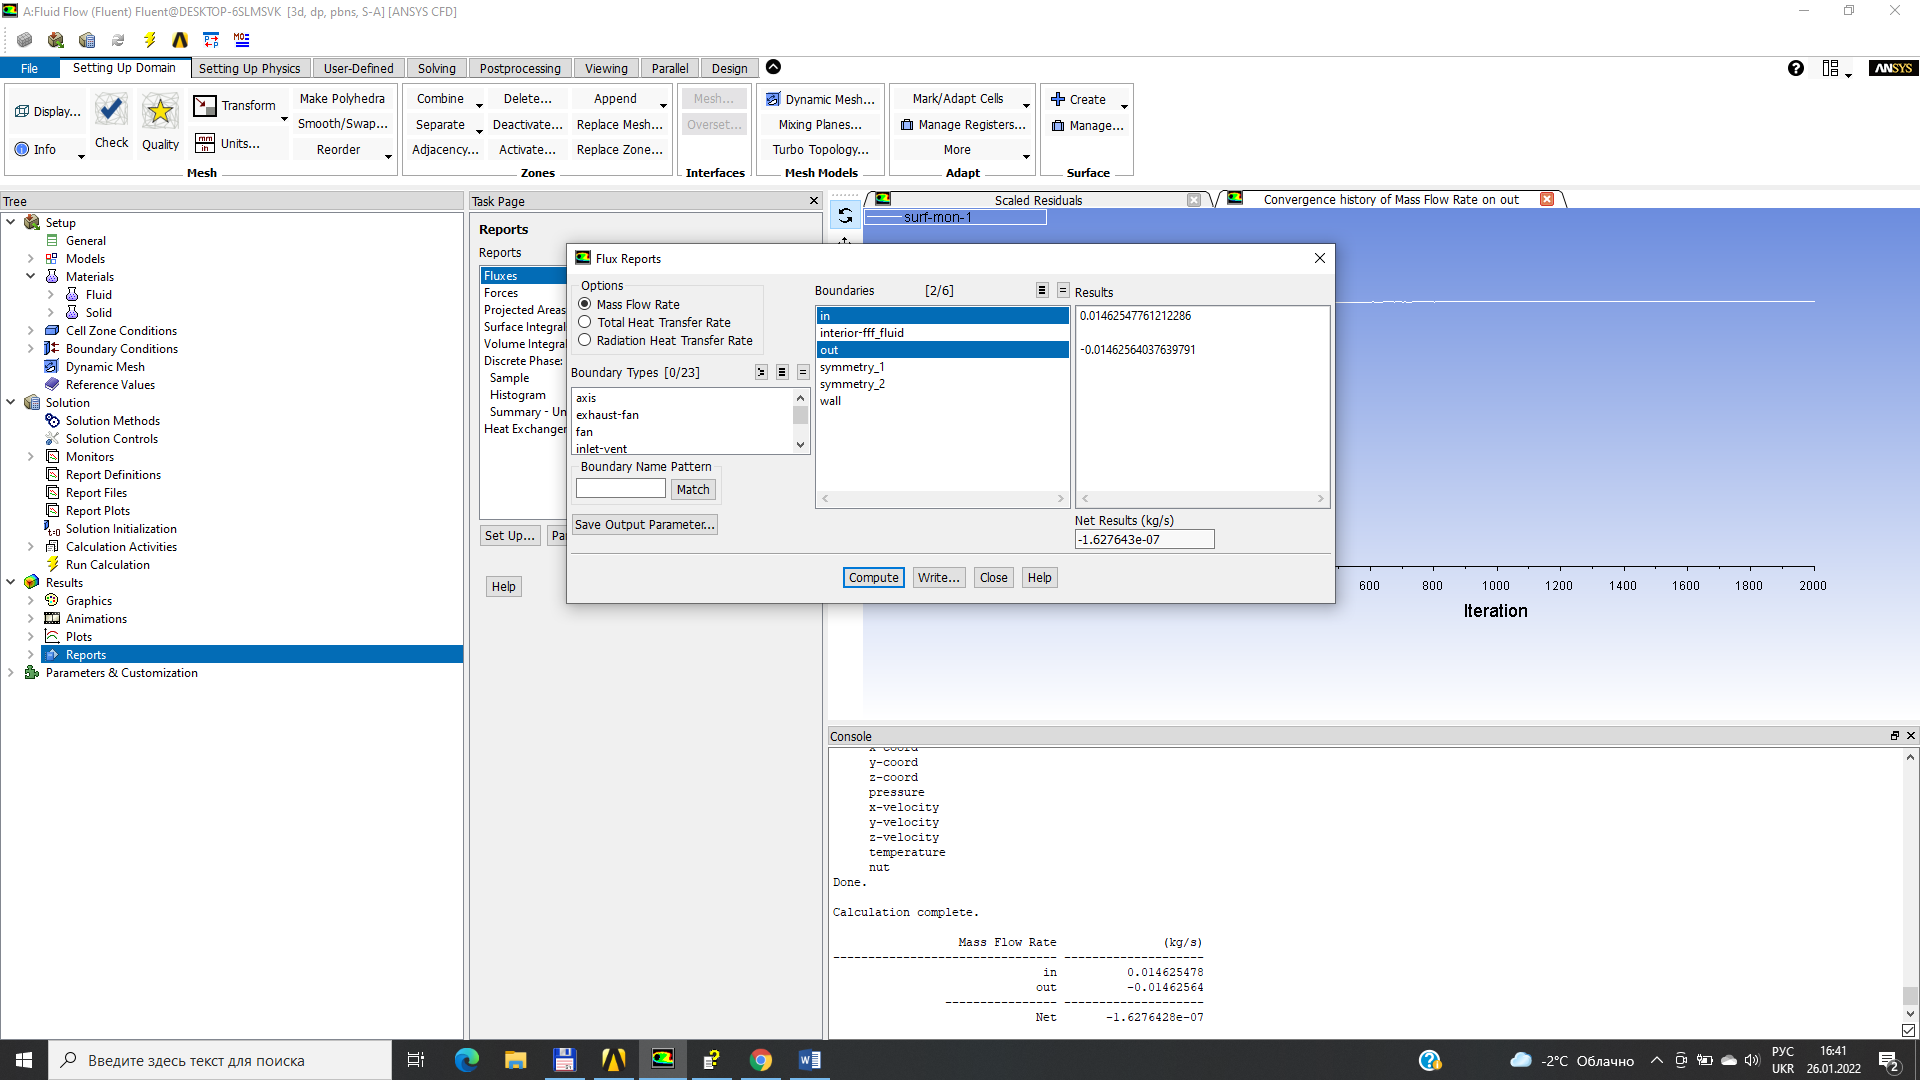 A:Fluid Flow (Fluent) Fluent@DESKTOP-6SLMSVK [3d, dp, pbns, S-A] [ANSYS CFD]
File
Setting Up Domain
Setting Up Physics
User-Defined
Solving
Postprocessing
Viewing
Parallel
Design
ANSYS
Display...
Info
Check
Quality
Transform
Units...
Make Polyhedra
Smooth/Swap...
Reorder
Mesh
Combine
Separate
Adjacency...
Delete...
Deactivate...
Activate...
Append
Replace Mesh...
Replace Zone...
Zones
Mesh...
Overset...
Interfaces
Dynamic Mesh...
Mixing Planes...
Turbo Topology...
Mesh Models
Mark/Adapt Cells
Manage Registers...
More
Adapt
Create
Manage...
Surface
Tree
Setup
General
Models
Materials
Fluid
Solid
Cell Zone Conditions
Boundary Conditions
Dynamic Mesh
Reference Values
Solution
Solution Methods
Solution Controls
Monitors
Report Definitions
Report Files
Report Plots
Solution Initialization
Calculation Activities
Run Calculation
Results
Graphics
Animations
Plots
Reports
Parameters & Customization
Task Page
Reports
Reports
Fluxes
Forces
Projected Areas
Surface Integral
Volume Integral
Discrete Phase:
Sample
Histogram
Summary - Un
Heat Exchanger
Set Up...
Pa
Help
Scaled Residuals
Convergence history of Mass Flow Rate on out
surf-mon-1
Flux Reports
Options
Mass Flow Rate
Total Heat Transfer Rate
Radiation Heat Transfer Rate
Boundary Types [0/23]
axis
exhaust-fan
fan
inlet-vent
Boundary Name Pattern
Match
Save Output Parameter...
Boundaries [2/6]
in
interior-fff_fluid
out
symmetry_1
symmetry_2
wall
Results
0.01462547761212286
-0.01462564037639791
Net Results (kg/s)
-1.627643e-07
Compute
Write...
Close
Help
600 800 1000 1200 1400 1600 1800 2000
Iteration
Console
x-coord
y-coord
z-coord
pressure
x-velocity
y-velocity
z-velocity
temperature
nut
Done.
Calculation complete.
Mass Flow Rate (kg/s)
-------------------------------- --------------------
in 0.014625478
out -0.01462564
---------------- --------------------
Net -1.6276428e-07
Введите здесь текст для поиска
-2°C Облачно
РУС
UKR
16:41
26.01.2022
2